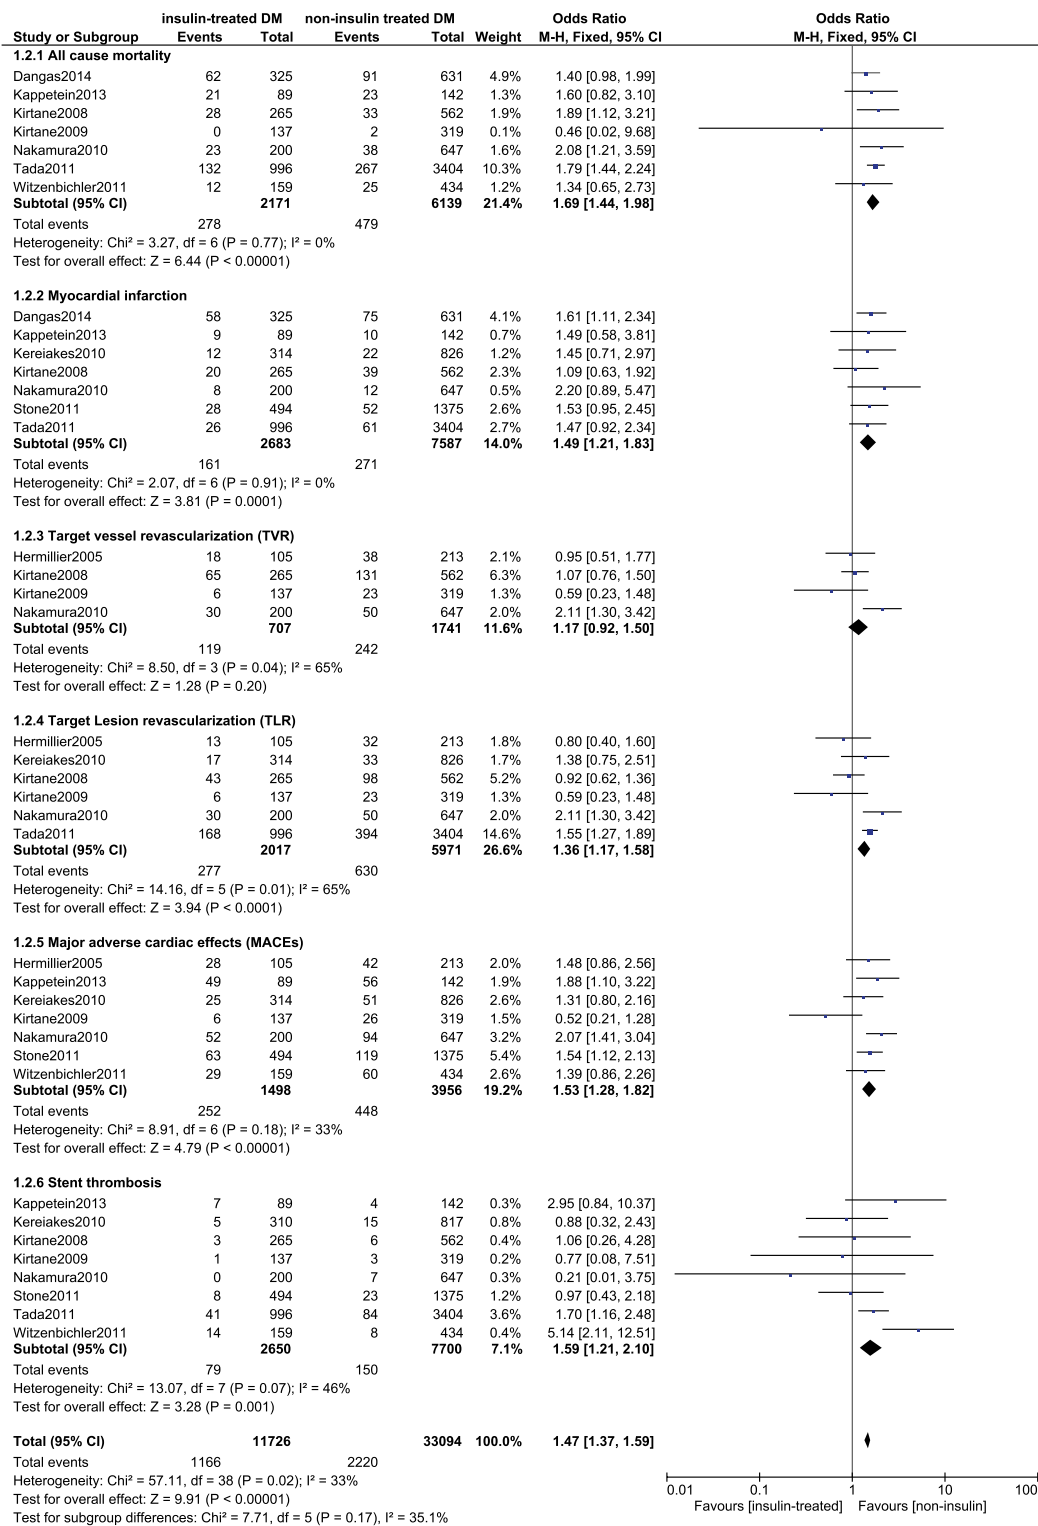 insulin-treated DM non-insulin treated DM Odds Ratio Odds Ratio
Study or Subgroup Events Total Events Total Weight M-H, Fixed, 95% CI M-H, Fixed, 95% CI
1.2.1 All cause mortality
Dangas2014 62 325 91 631 4.9% 1.40 [0.98, 1.99]
Kappetein2013 21 89 23 142 1.3% 1.60 [0.82, 3.10]
Kirtane2008 28 265 33 562 1.9% 1.89 [1.12, 3.21]
Kirtane2009 0 137 2 319 0.1% 0.46 [0.02, 9.68]
Nakamura2010 23 200 38 647 1.6% 2.08 [1.21, 3.59]
Tada2011 132 996 267 3404 10.3% 1.79 [1.44, 2.24]
Witzenbichler2011 12 159 25 434 1.2% 1.34 [0.65, 2.73]
Subtotal (95% CI) 2171 6139 21.4% 1.69 [1.44, 1.98]
Total events 278 479
Heterogeneity: Chi² = 3.27, df = 6 (P = 0.77); I² = 0%
Test for overall effect: Z = 6.44 (P < 0.00001)
1.2.2 Myocardial infarction
Dangas2014 58 325 75 631 4.1% 1.61 [1.11, 2.34]
Kappetein2013 9 89 10 142 0.7% 1.49 [0.58, 3.81]
Kereiakes2010 12 314 22 826 1.2% 1.45 [0.71, 2.97]
Kirtane2008 20 265 39 562 2.3% 1.09 [0.63, 1.92]
Nakamura2010 8 200 12 647 0.5% 2.20 [0.89, 5.47]
Stone2011 28 494 52 1375 2.6% 1.53 [0.95, 2.45]
Tada2011 26 996 61 3404 2.7% 1.47 [0.92, 2.34]
Subtotal (95% CI) 2683 7587 14.0% 1.49 [1.21, 1.83]
Total events 161 271
Heterogeneity: Chi² = 2.07, df = 6 (P = 0.91); I² = 0%
Test for overall effect: Z = 3.81 (P = 0.0001)
1.2.3 Target vessel revascularization (TVR)
Hermillier2005 18 105 38 213 2.1% 0.95 [0.51, 1.77]
Kirtane2008 65 265 131 562 6.3% 1.07 [0.76, 1.50]
Kirtane2009 6 137 23 319 1.3% 0.59 [0.23, 1.48]
Nakamura2010 30 200 50 647 2.0% 2.11 [1.30, 3.42]
Subtotal (95% CI) 707 1741 11.6% 1.17 [0.92, 1.50]
Total events 119 242
Heterogeneity: Chi² = 8.50, df = 3 (P = 0.04); I² = 65%
Test for overall effect: Z = 1.28 (P = 0.20)
1.2.4 Target Lesion revascularization (TLR)
Hermillier2005 13 105 32 213 1.8% 0.80 [0.40, 1.60]
Kereiakes2010 17 314 33 826 1.7% 1.38 [0.75, 2.51]
Kirtane2008 43 265 98 562 5.2% 0.92 [0.62, 1.36]
Kirtane2009 6 137 23 319 1.3% 0.59 [0.23, 1.48]
Nakamura2010 30 200 50 647 2.0% 2.11 [1.30, 3.42]
Tada2011 168 996 394 3404 14.6% 1.55 [1.27, 1.89]
Subtotal (95% CI) 2017 5971 26.6% 1.36 [1.17, 1.58]
Total events 277 630
Heterogeneity: Chi² = 14.16, df = 5 (P = 0.01); I² = 65%
Test for overall effect: Z = 3.94 (P < 0.0001)
1.2.5 Major adverse cardiac effects (MACEs)
Hermillier2005 28 105 42 213 2.0% 1.48 [0.86, 2.56]
Kappetein2013 49 89 56 142 1.9% 1.88 [1.10, 3.22]
Kereiakes2010 25 314 51 826 2.6% 1.31 [0.80, 2.16]
Kirtane2009 6 137 26 319 1.5% 0.52 [0.21, 1.28]
Nakamura2010 52 200 94 647 3.2% 2.07 [1.41, 3.04]
Stone2011 63 494 119 1375 5.4% 1.54 [1.12, 2.13]
Witzenbichler2011 29 159 60 434 2.6% 1.39 [0.86, 2.26]
Subtotal (95% CI) 1498 3956 19.2% 1.53 [1.28, 1.82]
Total events 252 448
Heterogeneity: Chi² = 8.91, df = 6 (P = 0.18); I² = 33%
Test for overall effect: Z = 4.79 (P < 0.00001)
1.2.6 Stent thrombosis
Kappetein2013 7 89 4 142 0.3% 2.95 [0.84, 10.37]
Kereiakes2010 5 310 15 817 0.8% 0.88 [0.32, 2.43]
Kirtane2008 3 265 6 562 0.4% 1.06 [0.26, 4.28]
Kirtane2009 1 137 3 319 0.2% 0.77 [0.08, 7.51]
Nakamura2010 0 200 7 647 0.3% 0.21 [0.01, 3.75]
Stone2011 8 494 23 1375 1.2% 0.97 [0.43, 2.18]
Tada2011 41 996 84 3404 3.6% 1.70 [1.16, 2.48]
Witzenbichler2011 14 159 8 434 0.4% 5.14 [2.11, 12.51]
Subtotal (95% CI) 2650 7700 7.1% 1.59 [1.21, 2.10]
Total events 79 150
Heterogeneity: Chi² = 13.07, df = 7 (P = 0.07); I² = 46%
Test for overall effect: Z = 3.28 (P = 0.001)
Total (95% CI) 11726 33094 100.0% 1.47 [1.37, 1.59]
Total events 1166 2220
Heterogeneity: Chi² = 57.11, df = 38 (P = 0.02); I² = 33%
Test for overall effect: Z = 9.91 (P < 0.00001)
Test for subgroup differences: Chi² = 7.71, df = 5 (P = 0.17), I² = 35.1%
0.01 0.1 1 10 100
Favours [insulin-treated] Favours [non-insulin]